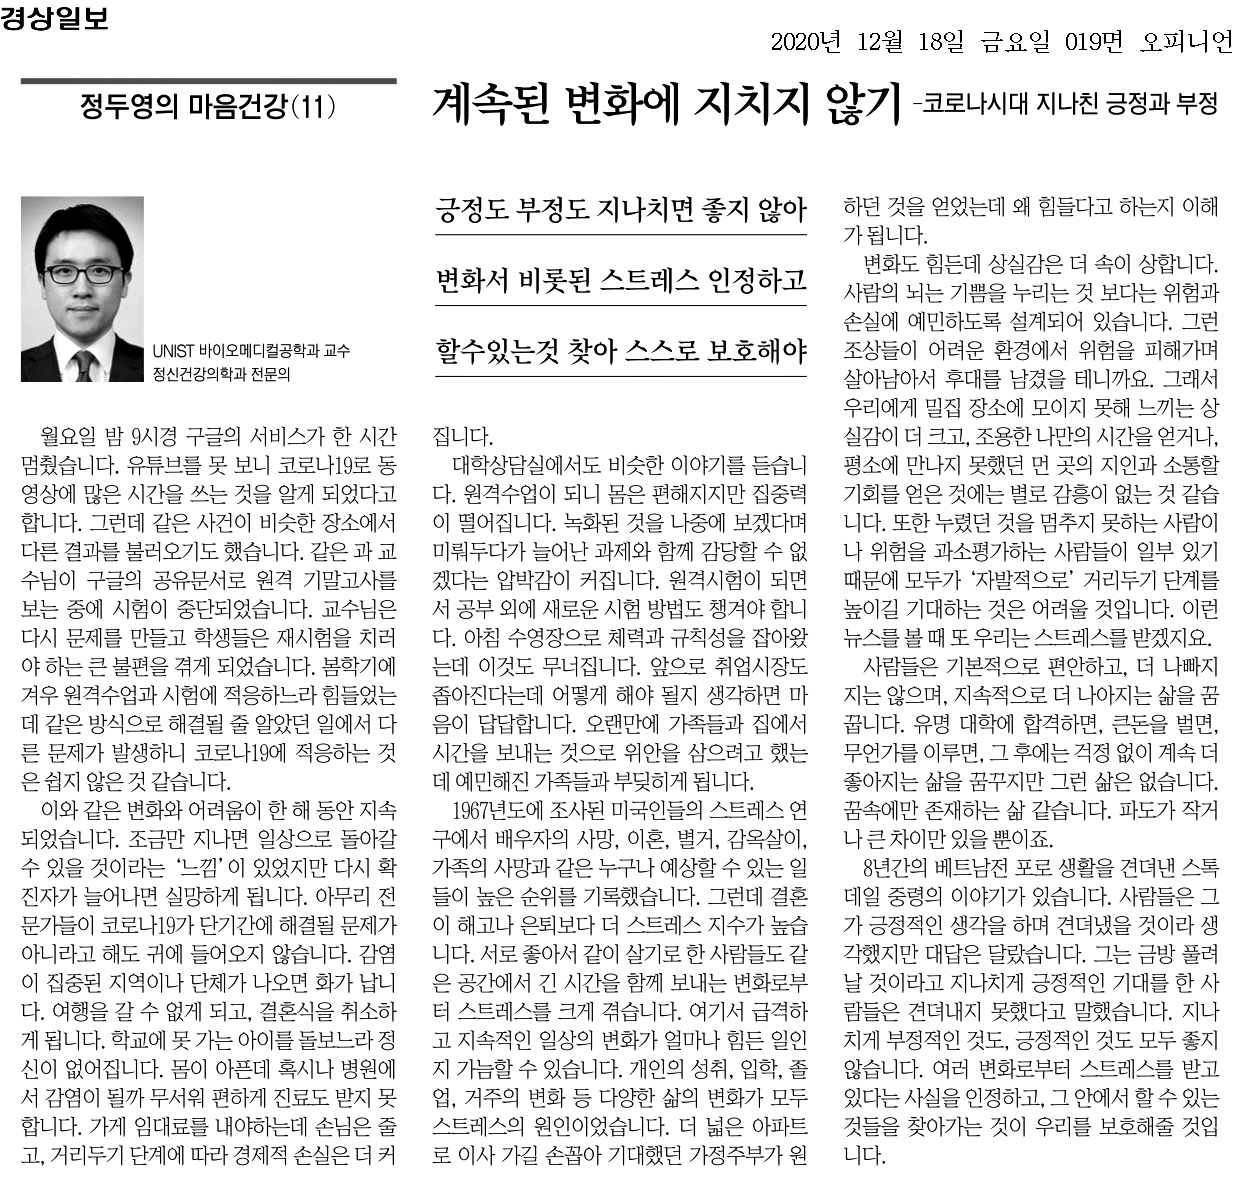 경상일보
2020년 12월 18일 금요일 019면 오피니언
정두영의 마음건강(11)
계속된 변화에 지치지 않기 -코로나시대 지나친 긍정과 부정
UNIST 바이오메디컬공학과 교수
정신건강의학과 전문의
월요일 밤 9시경 구글의 서비스가 한 시간
멈췄습니다. 유튜브를 못 보니 코로나19로 동
영상에 많은 시간을 쓰는 것을 알게 되었다고
합니다. 그런데 같은 사건이 비슷한 장소에서
다른 결과를 불러오기도 했습니다. 같은 과 교
수님이 구글의 공유문서로 원격 기말고사를
보는 중에 시험이 중단되었습니다. 교수님은
다시 문제를 만들고 학생들은 재시험을 치러
야 하는 큰 불편을 겪게 되었습니다. 봄학기에
겨우 원격수업과 시험에 적응하느라 힘들었는
데 같은 방식으로 해결될 줄 알았던 일에서 다
른 문제가 발생하니 코로나19에 적응하는 것
은 쉽지 않은 것 같습니다.
이와 같은 변화와 어려움이 한 해 동안 지속
되었습니다. 조금만 지나면 일상으로 돌아갈
수 있을 것이라는 ‘느낌’이 있었지만 다시 확
진자가 늘어나면 실망하게 됩니다. 아무리 전
문가들이 코로나19가 단기간에 해결될 문제가
아니라고 해도 귀에 들어오지 않습니다. 감염
이 집중된 지역이나 단체가 나오면 화가 납니
다. 여행을 갈 수 없게 되고, 결혼식을 취소하
게 됩니다. 학교에 못 가는 아이를 돌보느라 정
신이 없어집니다. 몸이 아픈데 혹시나 병원에
서 감염이 될까 무서워 편하게 진료도 받지 못
합니다. 가게 임대료를 내야하는데 손님은 줄
고, 거리두기 단계에 따라 경제적 손실은 더 커
긍정도 부정도 지나치면 좋지 않아
변화서 비롯된 스트레스 인정하고
할수있는것 찾아 스스로 보호해야
집니다.
대학상담실에서도 비슷한 이야기를 듣습니
다. 원격수업이 되니 몸은 편해지지만 집중력
이 떨어집니다. 녹화된 것을 나중에 보겠다며
미뤄두다가 늘어난 과제와 함께 감당할 수 없
겠다는 압박감이 커집니다. 원격시험이 되면
서 공부 외에 새로운 시험 방법도 챙겨야 합니
다. 아침 수영장으로 체력과 규칙성을 잡아왔
는데 이것도 무너집니다. 앞으로 취업시장도
좁아진다는데 어떻게 해야 될지 생각하면 마
음이 답답합니다. 오랜만에 가족들과 집에서
시간을 보내는 것으로 위안을 삼으려고 했는
데 예민해진 가족들과 부딪히게 됩니다.
1967년도에 조사된 미국인들의 스트레스 연
구에서 배우자의 사망, 이혼, 별거, 감옥살이,
가족의 사망과 같은 누구나 예상할 수 있는 일
들이 높은 순위를 기록했습니다. 그런데 결혼
이 해고나 은퇴보다 더 스트레스 지수가 높습
니다. 서로 좋아서 같이 살기로 한 사람들도 같
은 공간에서 긴 시간을 함께 보내는 변화로부
터 스트레스를 크게 겪습니다. 여기서 급격하
고 지속적인 일상의 변화가 얼마나 힘든 일인
지 가늠할 수 있습니다. 개인의 성취, 입학, 졸
업, 거주의 변화 등 다양한 삶의 변화가 모두
스트레스의 원인이었습니다. 더 넓은 아파트
로 이사 가길 손꼽아 기대했던 가정주부가 원
하던 것을 얻었는데 왜 힘들다고 하는지 이해
가 됩니다.
변화도 힘든데 상실감은 더 속이 상합니다.
사람의 뇌는 기쁨을 누리는 것 보다는 위험과
손실에 예민하도록 설계되어 있습니다. 그런
조상들이 어려운 환경에서 위험을 피해가며
살아남아서 후대를 남겼을 테니까요. 그래서
우리에게 밀집 장소에 모이지 못해 느끼는 상
실감이 더 크고, 조용한 나만의 시간을 얻거나,
평소에 만나지 못했던 먼 곳의 지인과 소통할
기회를 얻은 것에는 별로 감흥이 없는 것 같습
니다. 또한 누렸던 것을 멈추지 못하는 사람이
나 위험을 과소평가하는 사람들이 일부 있기
때문에 모두가 ‘자발적으로’ 거리두기 단계를
높이길 기대하는 것은 어려울 것입니다. 이런
뉴스를 볼 때 또 우리는 스트레스를 받겠지요.
사람들은 기본적으로 편안하고, 더 나빠지
지는 않으며, 지속적으로 더 나아지는 삶을 꿈
꿉니다. 유명 대학에 합격하면, 큰돈을 벌면,
무언가를 이루면, 그 후에는 걱정 없이 계속 더
좋아지는 삶을 꿈꾸지만 그런 삶은 없습니다.
꿈속에만 존재하는 삶 같습니다. 파도가 작거
나 큰 차이만 있을 뿐이죠.
8년간의 베트남전 포로 생활을 견뎌낸 스톡
데일 중령의 이야기가 있습니다. 사람들은 그
가 긍정적인 생각을 하며 견뎌냈을 것이라 생
각했지만 대답은 달랐습니다. 그는 금방 풀려
날 것이라고 지나치게 긍정적인 기대를 한 사
람들은 견뎌내지 못했다고 말했습니다. 지나
치게 부정적인 것도, 긍정적인 것도 모두 좋지
않습니다. 여러 변화로부터 스트레스를 받고
있다는 사실을 인정하고, 그 안에서 할 수 있는
것들을 찾아가는 것이 우리를 보호해줄 것입
니다.